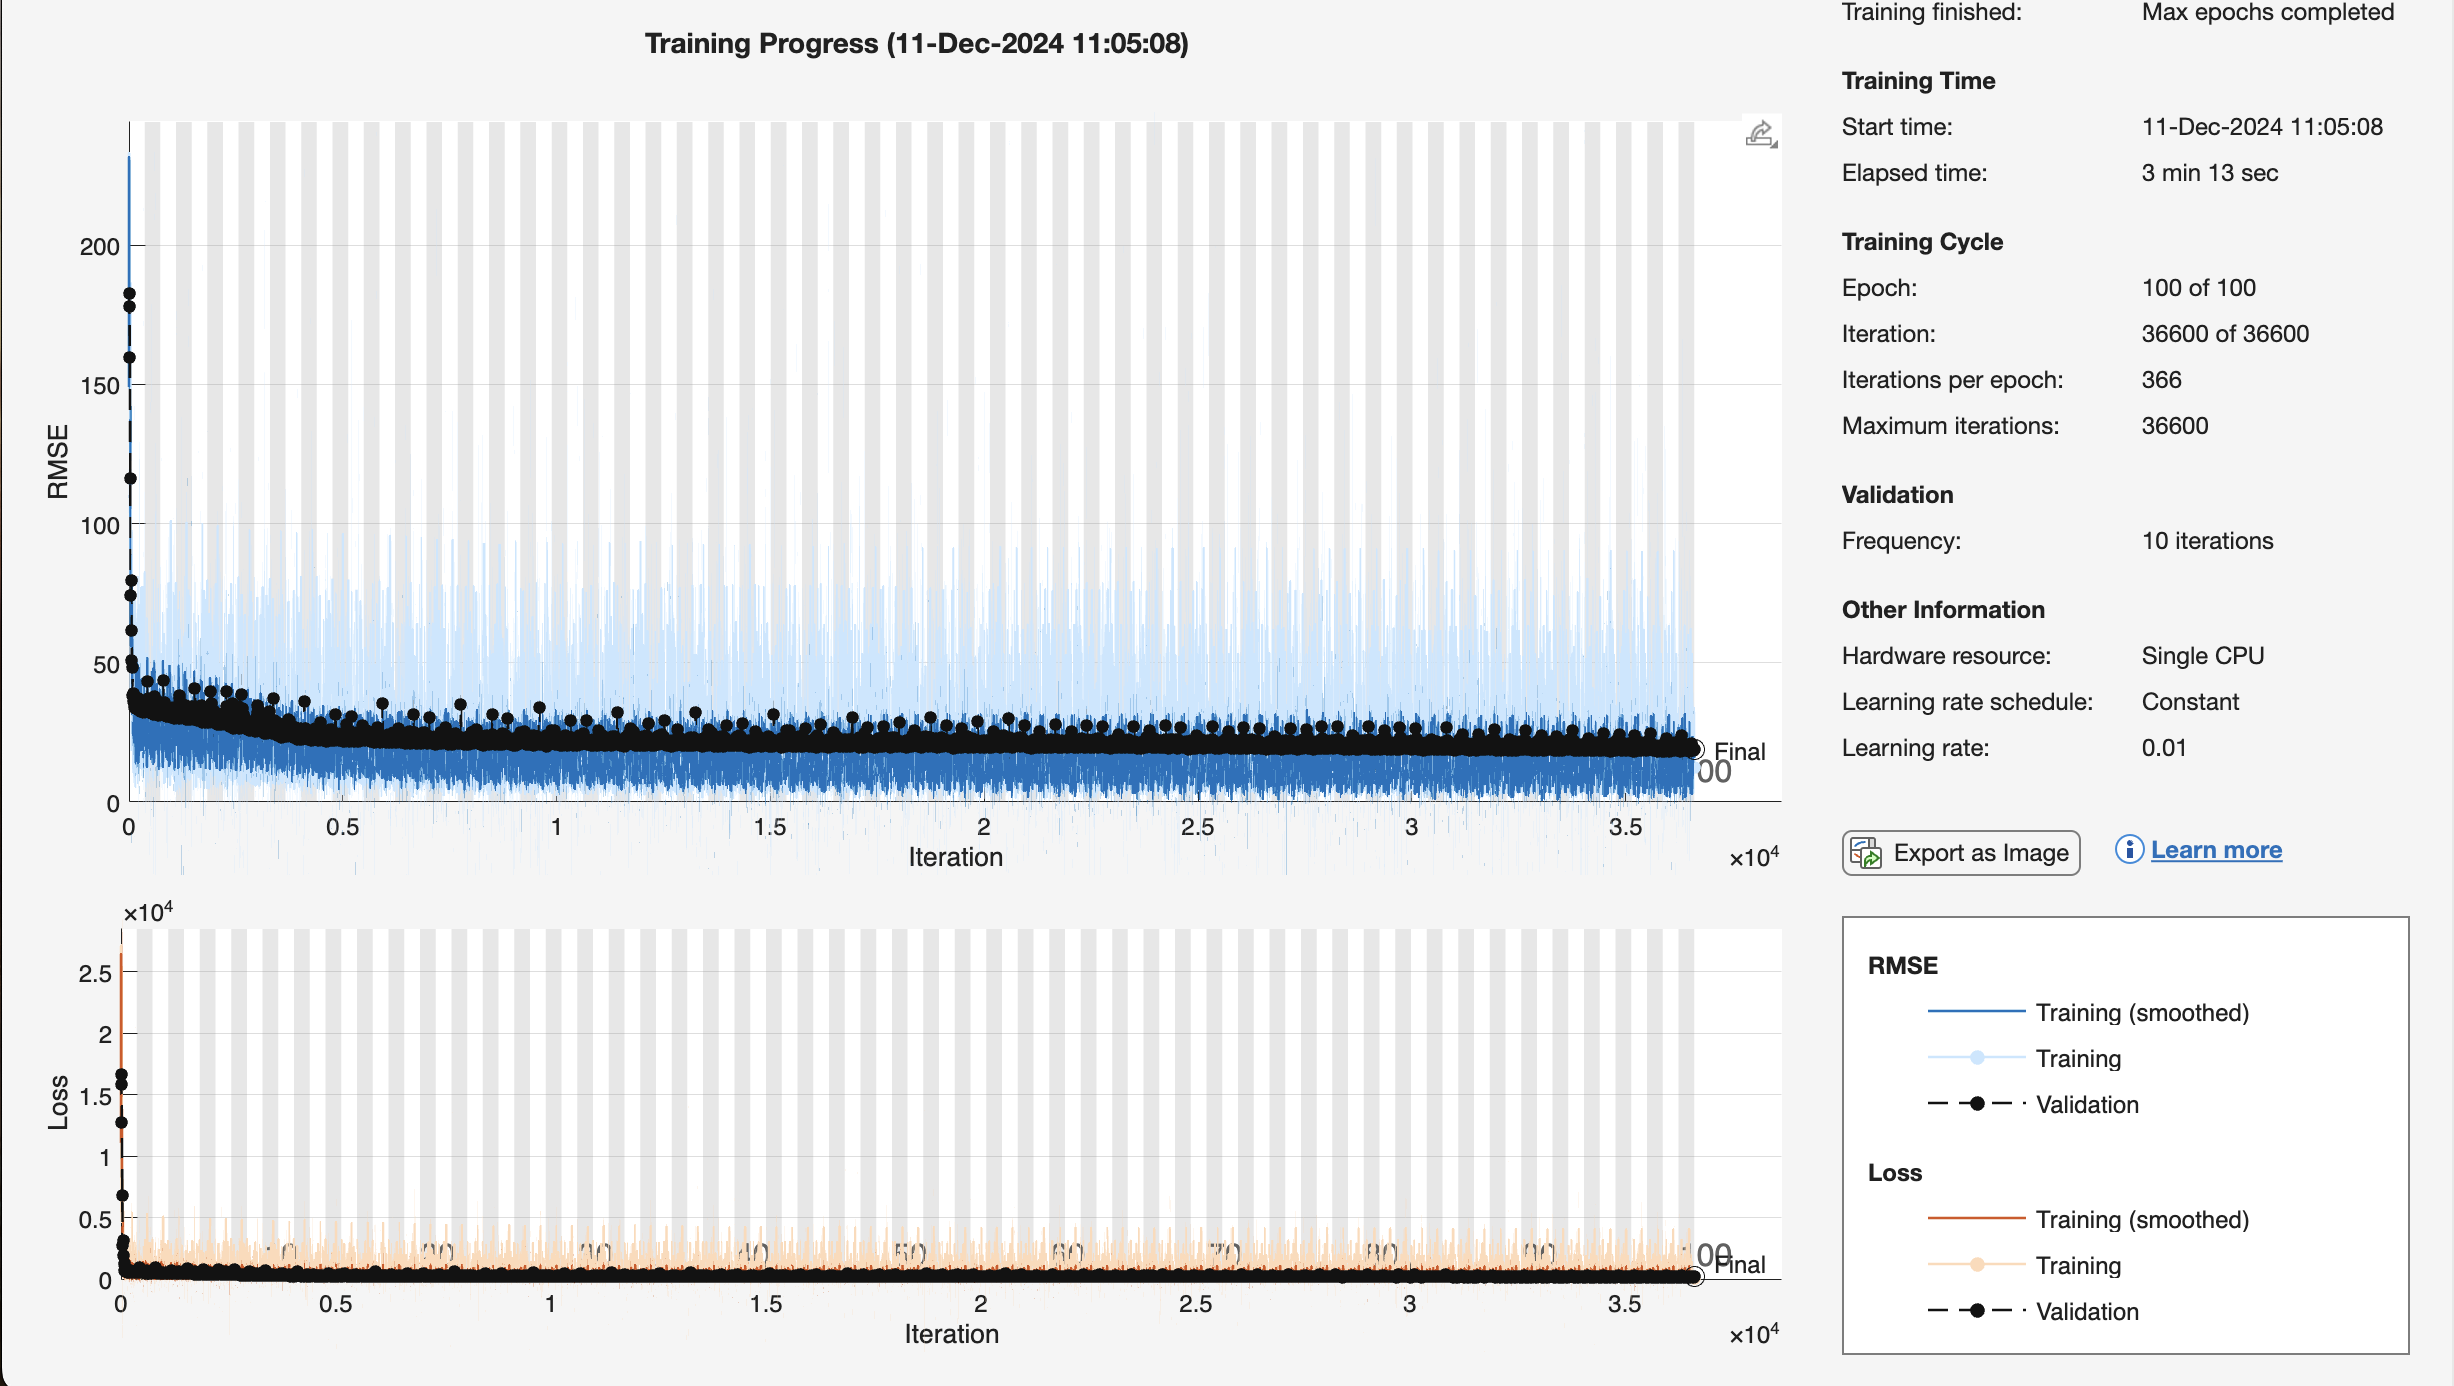 Training Progress (11-Dec-2024 11:05:08)
RMSE
200
150
100
50
0
0 0.5 1 1.5 2 2.5 3 3.5
Iteration
×10⁴
Final
00
×10⁴
Loss
2.5
2
1.5
1
0.5
0
10 20 30 40 50 60 70 80 90 100
Final
0 0.5 1 1.5 2 2.5 3 3.5
Iteration
×10⁴
Training finished: Max epochs completed
Training Time
Start time: 11-Dec-2024 11:05:08
Elapsed time: 3 min 13 sec
Training Cycle
Epoch: 100 of 100
Iteration: 36600 of 36600
Iterations per epoch: 366
Maximum iterations: 36600
Validation
Frequency: 10 iterations
Other Information
Hardware resource: Single CPU
Learning rate schedule: Constant
Learning rate: 0.01
Export as Image
Learn more
RMSE
Training (smoothed)
Training
Validation
Loss
Training (smoothed)
Training
Validation